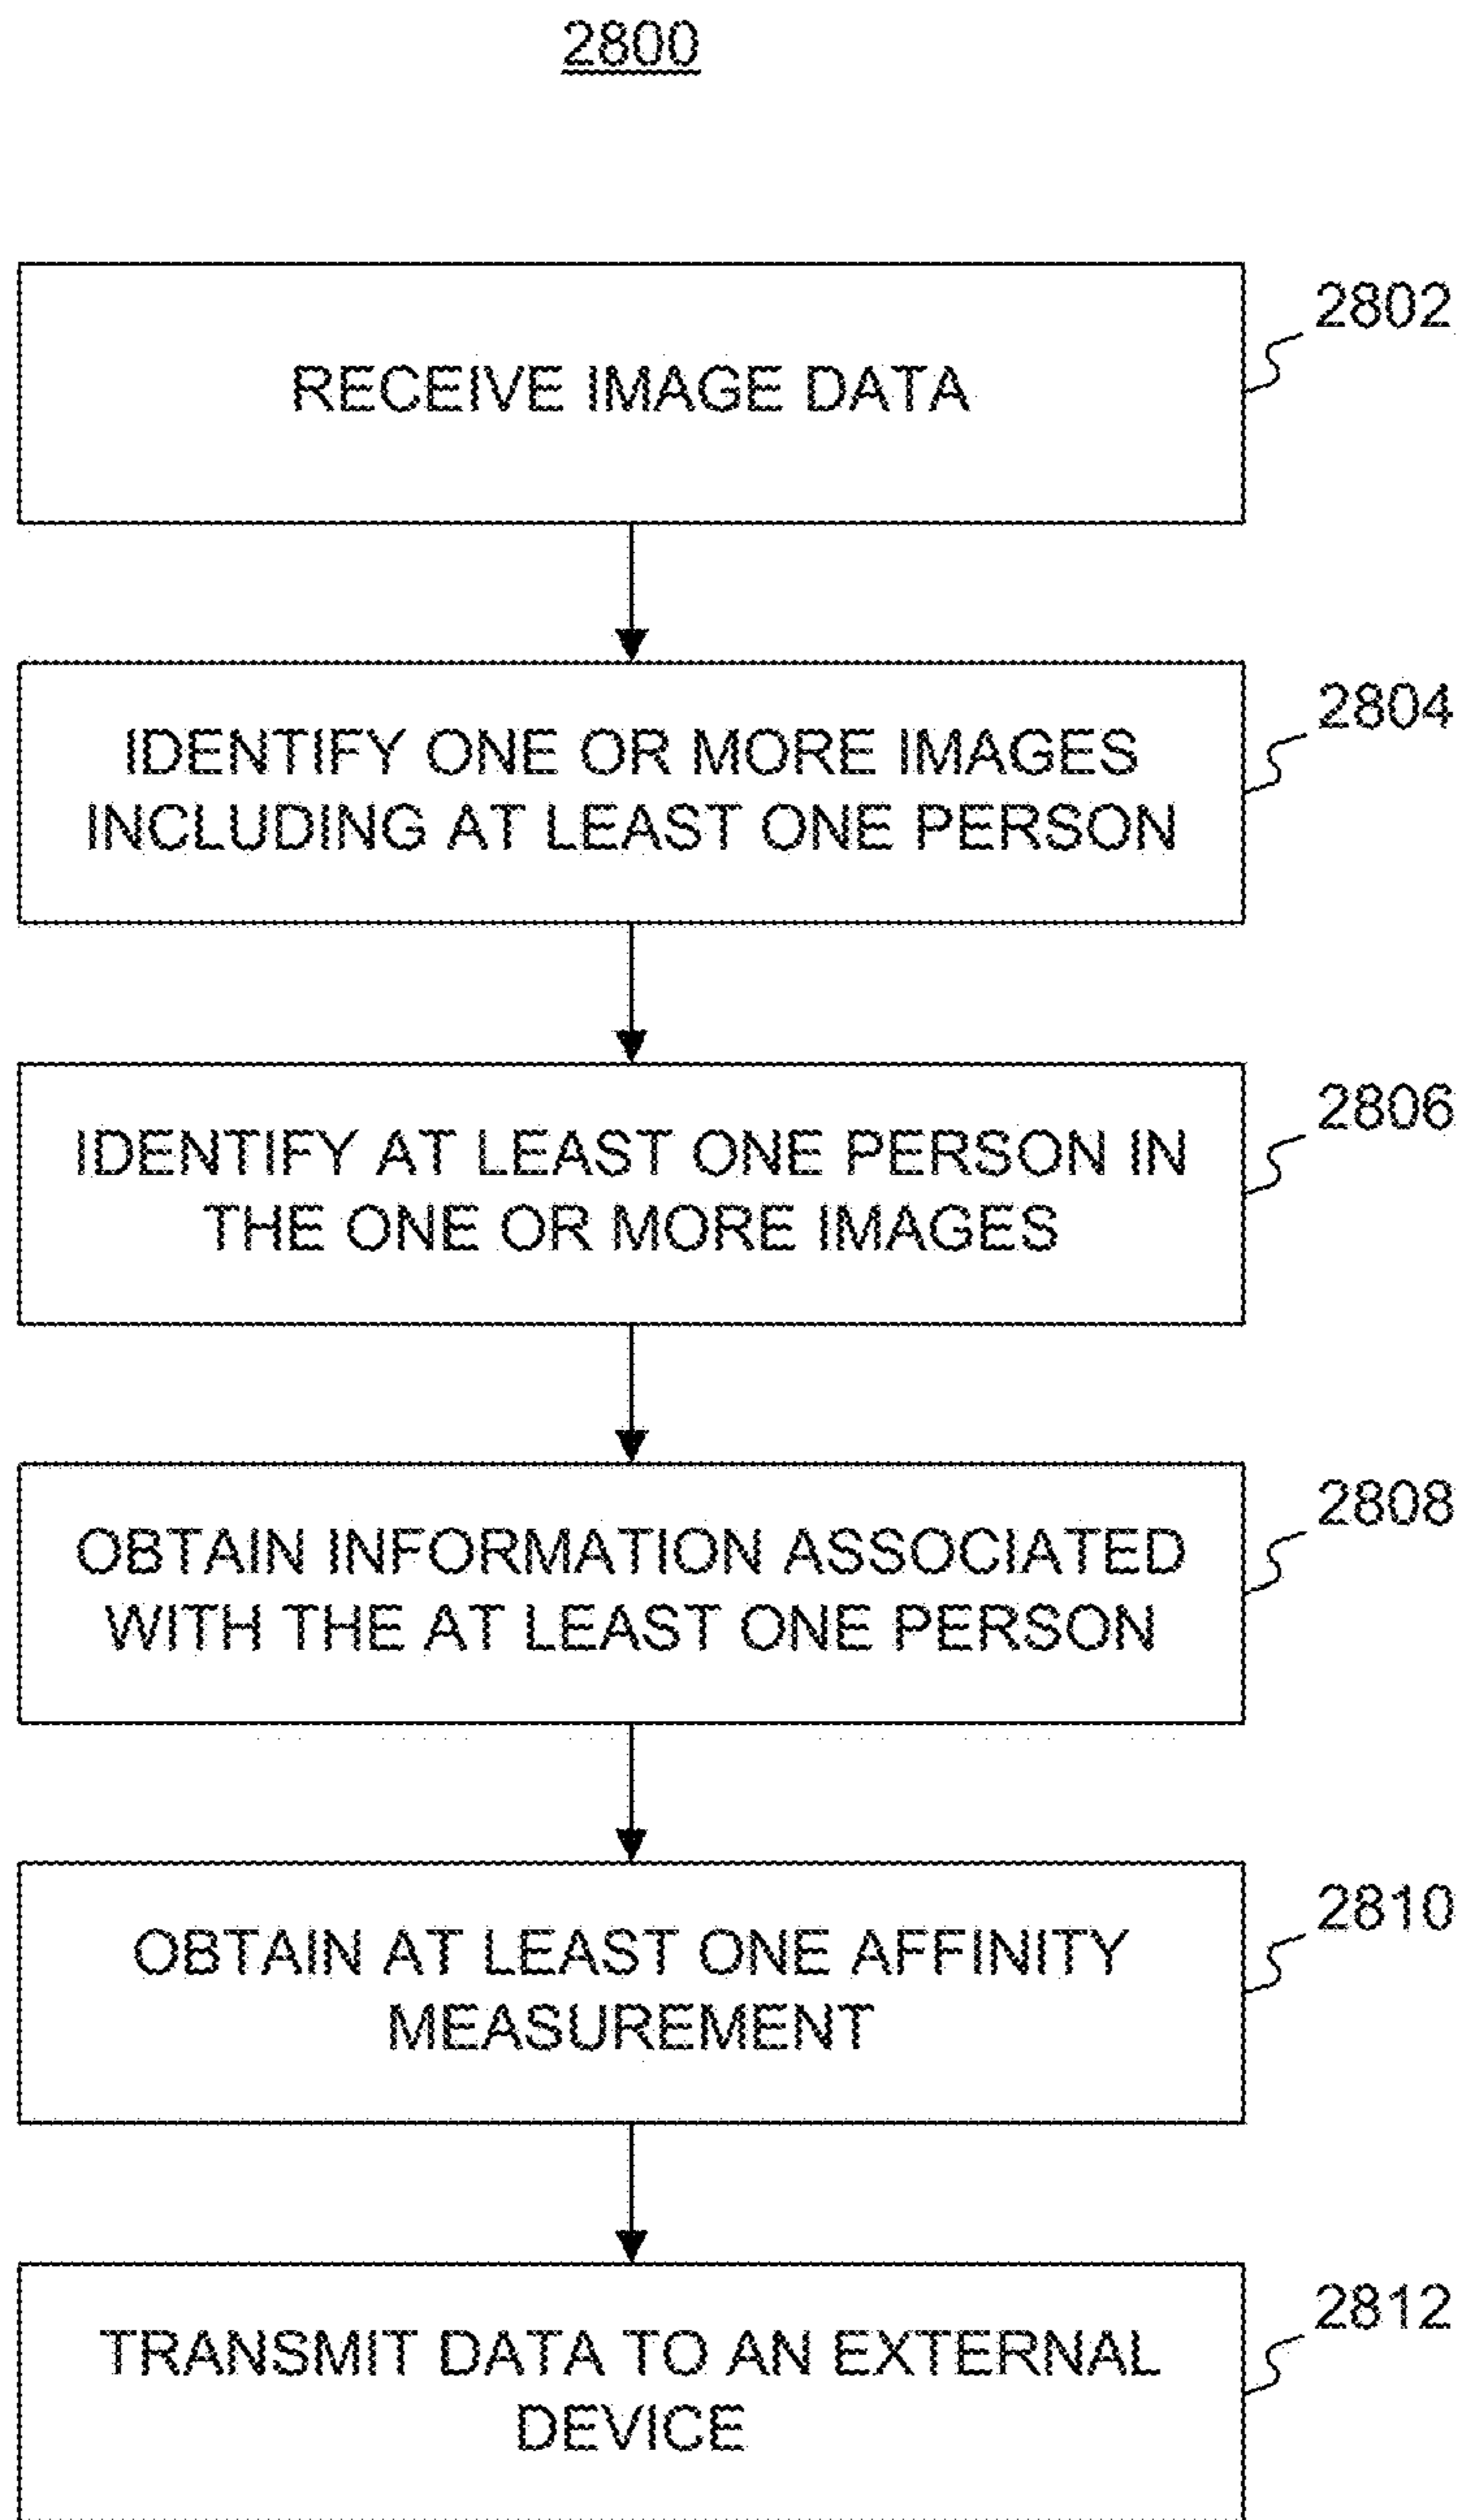 2800
RECEIVE IMAGE DATA
2802
IDENTIFY ONE OR MORE IMAGES
INCLUDING AT LEAST ONE PERSON
2804
IDENTIFY AT LEAST ONE PERSON IN
THE ONE OR MORE IMAGES
2806
OBTAIN INFORMATION ASSOCIATED
WITH THE AT LEAST ONE PERSON
2808
OBTAIN AT LEAST ONE AFFINITY
MEASUREMENT
2810
TRANSMIT DATA TO AN EXTERNAL
DEVICE
2812